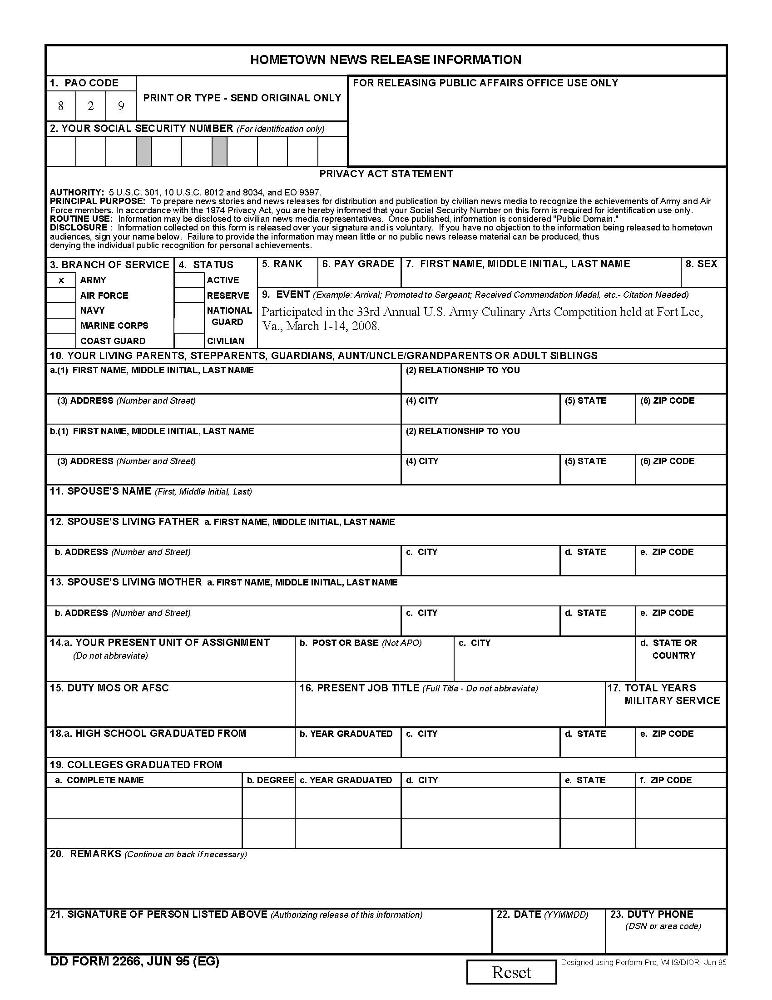 HOMETOWN NEWS RELEASE INFORMATION
1. PAO CODE
8 2 9
PRINT OR TYPE - SEND ORIGINAL ONLY
FOR RELEASING PUBLIC AFFAIRS OFFICE USE ONLY
2. YOUR SOCIAL SECURITY NUMBER (For identification only)
PRIVACY ACT STATEMENT
AUTHORITY: 5 U.S.C. 301, 10 U.S.C. 8012 and 8034, and EO 9397.
PRINCIPAL PURPOSE: To prepare news stories and news releases for distribution and publication by civilian news media to recognize the achievements of Army and Air
Force members. In accordance with the 1974 Privacy Act, you are hereby informed that your Social Security Number on this form is required for identification use only.
ROUTINE USE: Information may be disclosed to civilian news media representatives. Once published, information is considered "Public Domain."
DISCLOSURE : Information collected on this form is released over your signature and is voluntary. If you have no objection to the information being released to hometown
audiences, sign your name below. Failure to provide the information may mean little or no public news release material can be produced, thus
denying the individual public recognition for personal achievements.
3. BRANCH OF SERVICE
x ARMY
AIR FORCE
NAVY
MARINE CORPS
COAST GUARD
4. STATUS
ACTIVE
RESERVE
NATIONAL
GUARD
CIVILIAN
5. RANK
6. PAY GRADE
7. FIRST NAME, MIDDLE INITIAL, LAST NAME
8. SEX
9. EVENT (Example: Arrival; Promoted to Sergeant; Received Commendation Medal, etc.- Citation Needed)
Participated in the 33rd Annual U.S. Army Culinary Arts Competition held at Fort Lee,
Va., March 1-14, 2008.
10. YOUR LIVING PARENTS, STEPPARENTS, GUARDIANS, AUNT/UNCLE/GRANDPARENTS OR ADULT SIBLINGS
a.(1) FIRST NAME, MIDDLE INITIAL, LAST NAME
(2) RELATIONSHIP TO YOU
(3) ADDRESS (Number and Street)
(4) CITY
(5) STATE
(6) ZIP CODE
b.(1) FIRST NAME, MIDDLE INITIAL, LAST NAME
(2) RELATIONSHIP TO YOU
(3) ADDRESS (Number and Street)
(4) CITY
(5) STATE
(6) ZIP CODE
11. SPOUSE’S NAME (First, Middle Initial, Last)
12. SPOUSE’S LIVING FATHER a. FIRST NAME, MIDDLE INITIAL, LAST NAME
b. ADDRESS (Number and Street)
c. CITY
d. STATE
e. ZIP CODE
13. SPOUSE’S LIVING MOTHER a. FIRST NAME, MIDDLE INITIAL, LAST NAME
b. ADDRESS (Number and Street)
c. CITY
d. STATE
e. ZIP CODE
14.a. YOUR PRESENT UNIT OF ASSIGNMENT
(Do not abbreviate)
b. POST OR BASE (Not APO)
c. CITY
d. STATE OR
COUNTRY
15. DUTY MOS OR AFSC
16. PRESENT JOB TITLE (Full Title - Do not abbreviate)
17. TOTAL YEARS
MILITARY SERVICE
18.a. HIGH SCHOOL GRADUATED FROM
b. YEAR GRADUATED
c. CITY
d. STATE
e. ZIP CODE
19. COLLEGES GRADUATED FROM
a. COMPLETE NAME
b. DEGREE
c. YEAR GRADUATED
d. CITY
e. STATE
f. ZIP CODE
20. REMARKS (Continue on back if necessary)
21. SIGNATURE OF PERSON LISTED ABOVE (Authorizing release of this information)
22. DATE (YYMMDD)
23. DUTY PHONE
(DSN or area code)
DD FORM 2266, JUN 95 (EG)
Reset
Designed using Perform Pro, WHS/DIOR, Jun 95